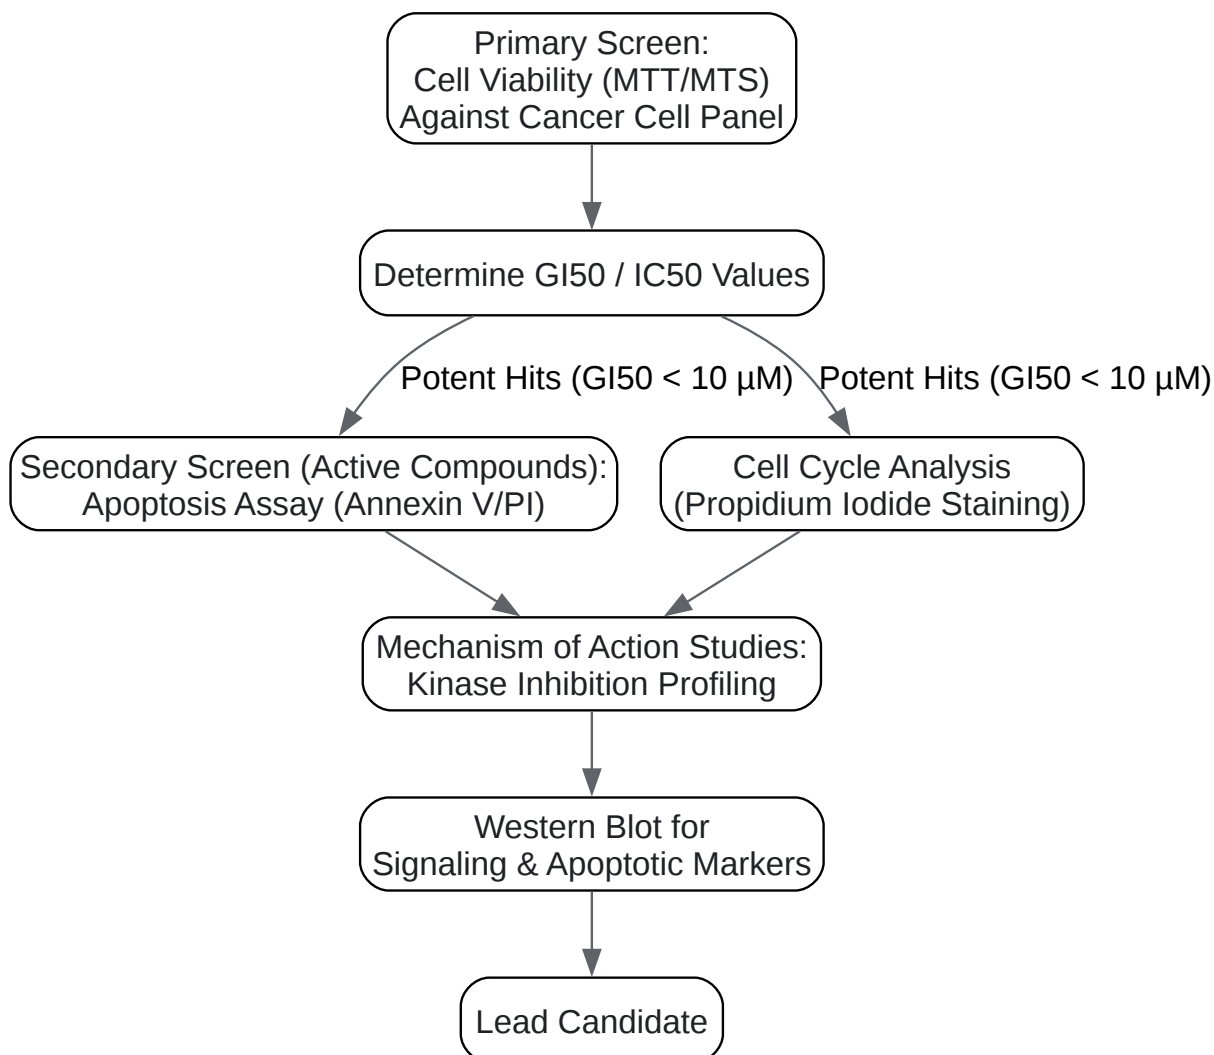 Primary Screen:
Cell Viability (MTT/MTS)
Against Cancer Cell Panel
Determine GI50 / IC50 Values
Potent Hits (GI50 < 10 µM)
Potent Hits (GI50 < 10 µM)
Secondary Screen (Active Compounds):
Apoptosis Assay (Annexin V/PI)
Cell Cycle Analysis
(Propidium Iodide Staining)
Mechanism of Action Studies:
Kinase Inhibition Profiling
Western Blot for
Signaling & Apoptotic Markers
Lead Candidate